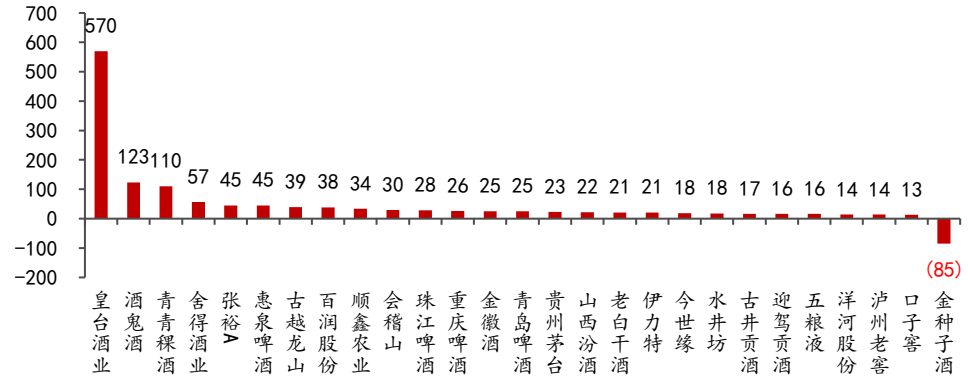 700
600
500
400
300
200
100
0
-100
-200
570
123
110
57
45
45
39
38
34
30
28
26
25
25
23
22
21
21
18
18
17
16
16
14
14
13
(85)
皇台酒业
酒鬼酒
青青稞酒
舍得酒业
张裕A
惠泉啤酒
古越龙山
百润股份
顺鑫农业
会稽山
珠江啤酒
重庆啤酒
金徽酒
青岛啤酒
贵州茅台
山西汾酒
老白干酒
伊力特
今世缘
水井坊
古井贡酒
迎驾贡酒
五粮液
洋河股份
泸州老窖
口子窖
金种子酒